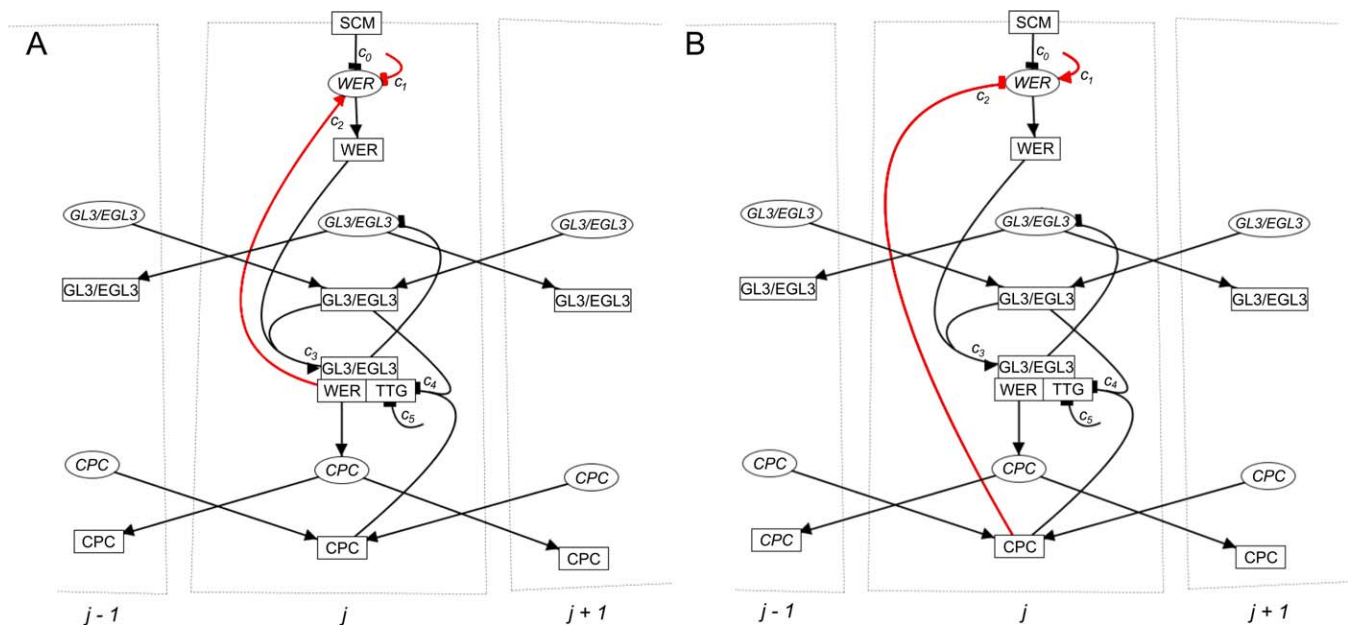 A
SCM
c0
WER
c1
c2
WER
GL3/EGL3
GL3/EGL3
GL3/EGL3
GL3/EGL3
GL3/EGL3
GL3/EGL3
c3
GL3/EGL3
WER TTG
c4
c5
CPC
CPC
CPC
CPC
CPC
CPC
j - 1
j
j + 1
B
SCM
c0
WER
c1
c2
WER
GL3/EGL3
GL3/EGL3
GL3/EGL3
GL3/EGL3
GL3/EGL3
GL3/EGL3
c3
GL3/EGL3
WER TTG
c4
c5
CPC
CPC
CPC
CPC
CPC
CPC
j - 1
j
j + 1